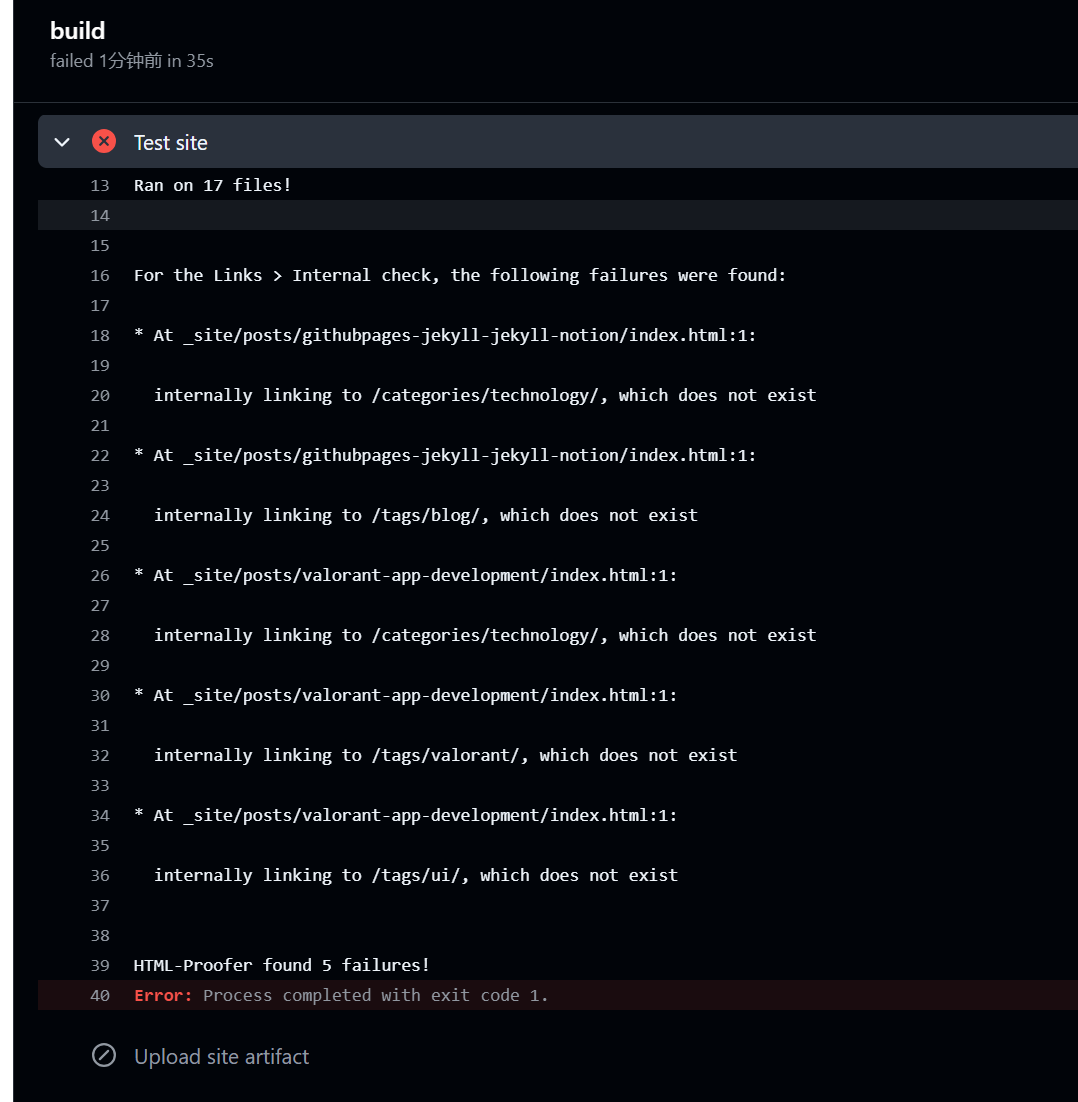 build
failed 1分钟前 in 35s
Test site
13 Ran on 17 files!
14
15
16 For the Links > Internal check, the following failures were found:
17
18 * At _site/posts/githubpages-jekyll-jekyll-notion/index.html:1:
19
20 internally linking to /categories/technology/, which does not exist
21
22 * At _site/posts/githubpages-jekyll-jekyll-notion/index.html:1:
23
24 internally linking to /tags/blog/, which does not exist
25
26 * At _site/posts/valorant-app-development/index.html:1:
27
28 internally linking to /categories/technology/, which does not exist
29
30 * At _site/posts/valorant-app-development/index.html:1:
31
32 internally linking to /tags/valorant/, which does not exist
33
34 * At _site/posts/valorant-app-development/index.html:1:
35
36 internally linking to /tags/ui/, which does not exist
37
38
39 HTML-Proofer found 5 failures!
40 Error: Process completed with exit code 1.
Upload site artifact